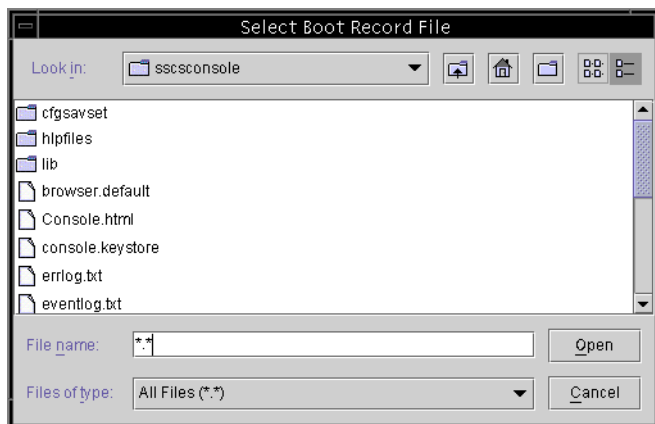 Select Boot Record File
Look in:
sscsconsole
cfgsavset
hlpfiles
lib
browser.default
Console.html
console.keystore
errlog.txt
eventlog.txt
File name:
*.*
Open
Files of type:
All Files (*.*)
Cancel